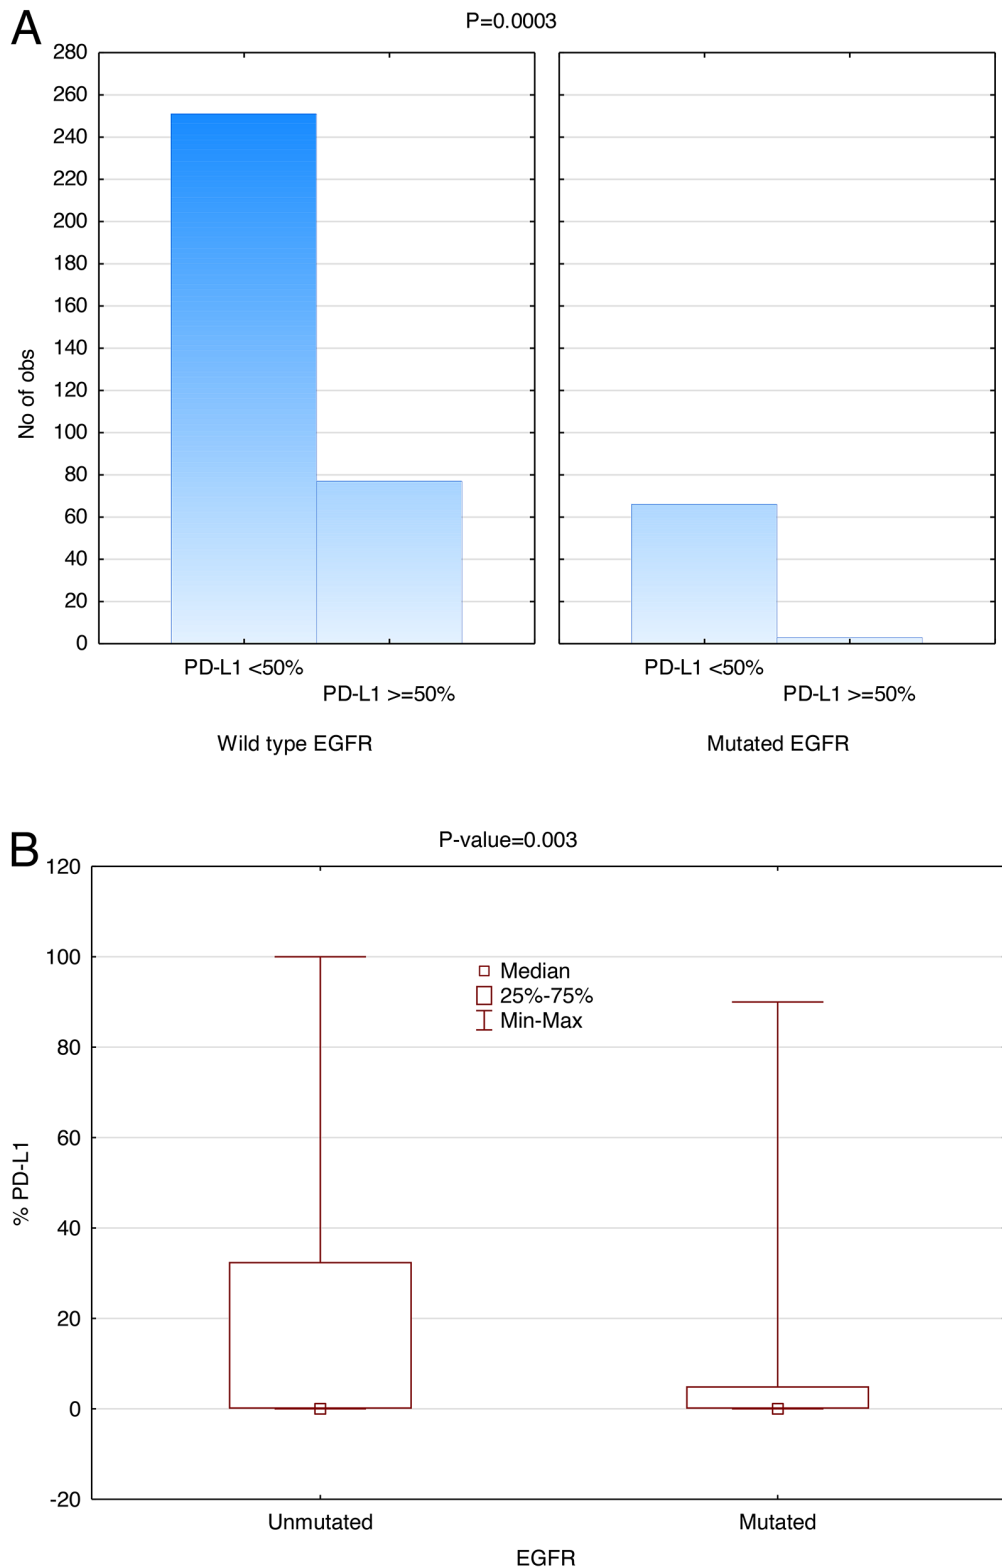 A
P=0.0003
280
260
240
220
200
180
160
140
120
100
80
60
40
20
0
No of obs
PD-L1 <50%
PD-L1 >=50%
Wild type EGFR
PD-L1 <50%
PD-L1 >=50%
Mutated EGFR
B
P-value=0.003
120
100
80
60
40
20
0
-20
% PD-L1
Median
25%-75%
Min-Max
Unmutated
Mutated
EGFR